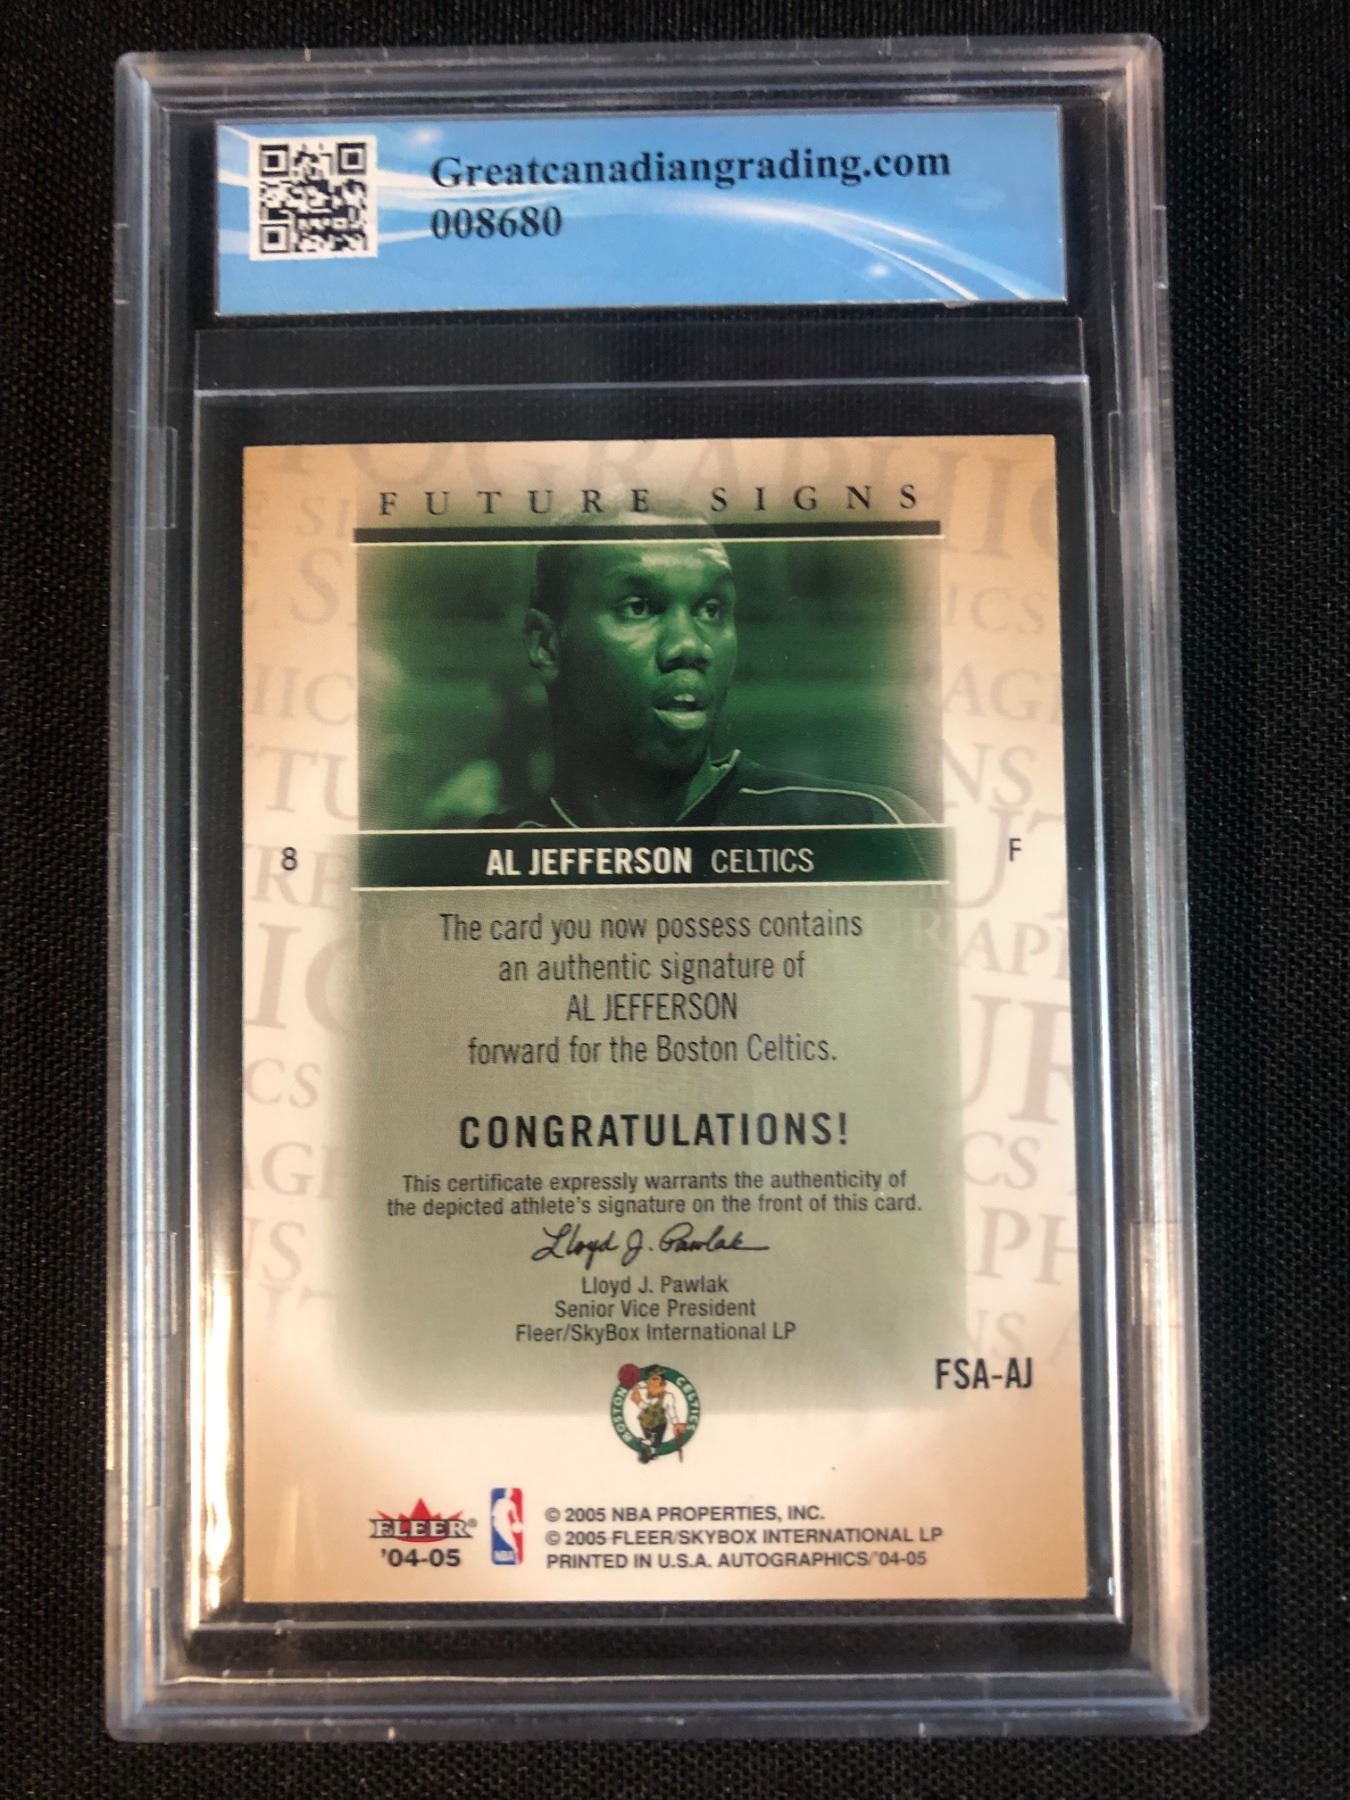 Greatcanadiangrading.com
008680
FUTURE SIGNS
8
AL JEFFERSON CELTICS
F
The card you now possess contains
an authentic signature of
AL JEFFERSON
forward for the Boston Celtics.
CONGRATULATIONS!
This certificate expressly warrants the authenticity of
the depicted athlete's signature on the front of this card.
Lloyd J. Pawlak
Lloyd J. Pawlak
Senior Vice President
Fleer/SkyBox International LP
FSA-AJ
BOSTON CELTICS
FLEER®
'04-05
NBA
© 2005 NBA PROPERTIES, INC.
© 2005 FLEER/SKYBOX INTERNATIONAL LP
PRINTED IN U.S.A. AUTOGRAPHICS/'04-05